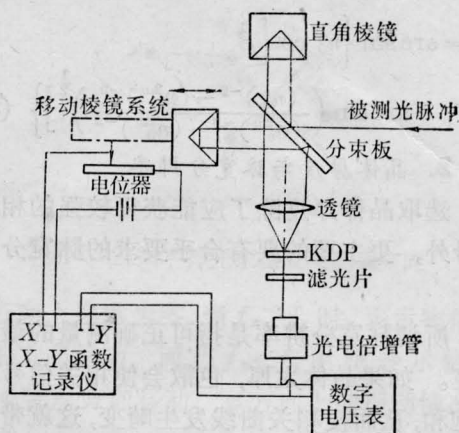 直角棱镜
移动棱镜系统
被测光脉冲
分束板
电位器
透镜
KDP
滤光片
X
Y
X-Y函数
记录仪
光电倍增管
数字
电压表